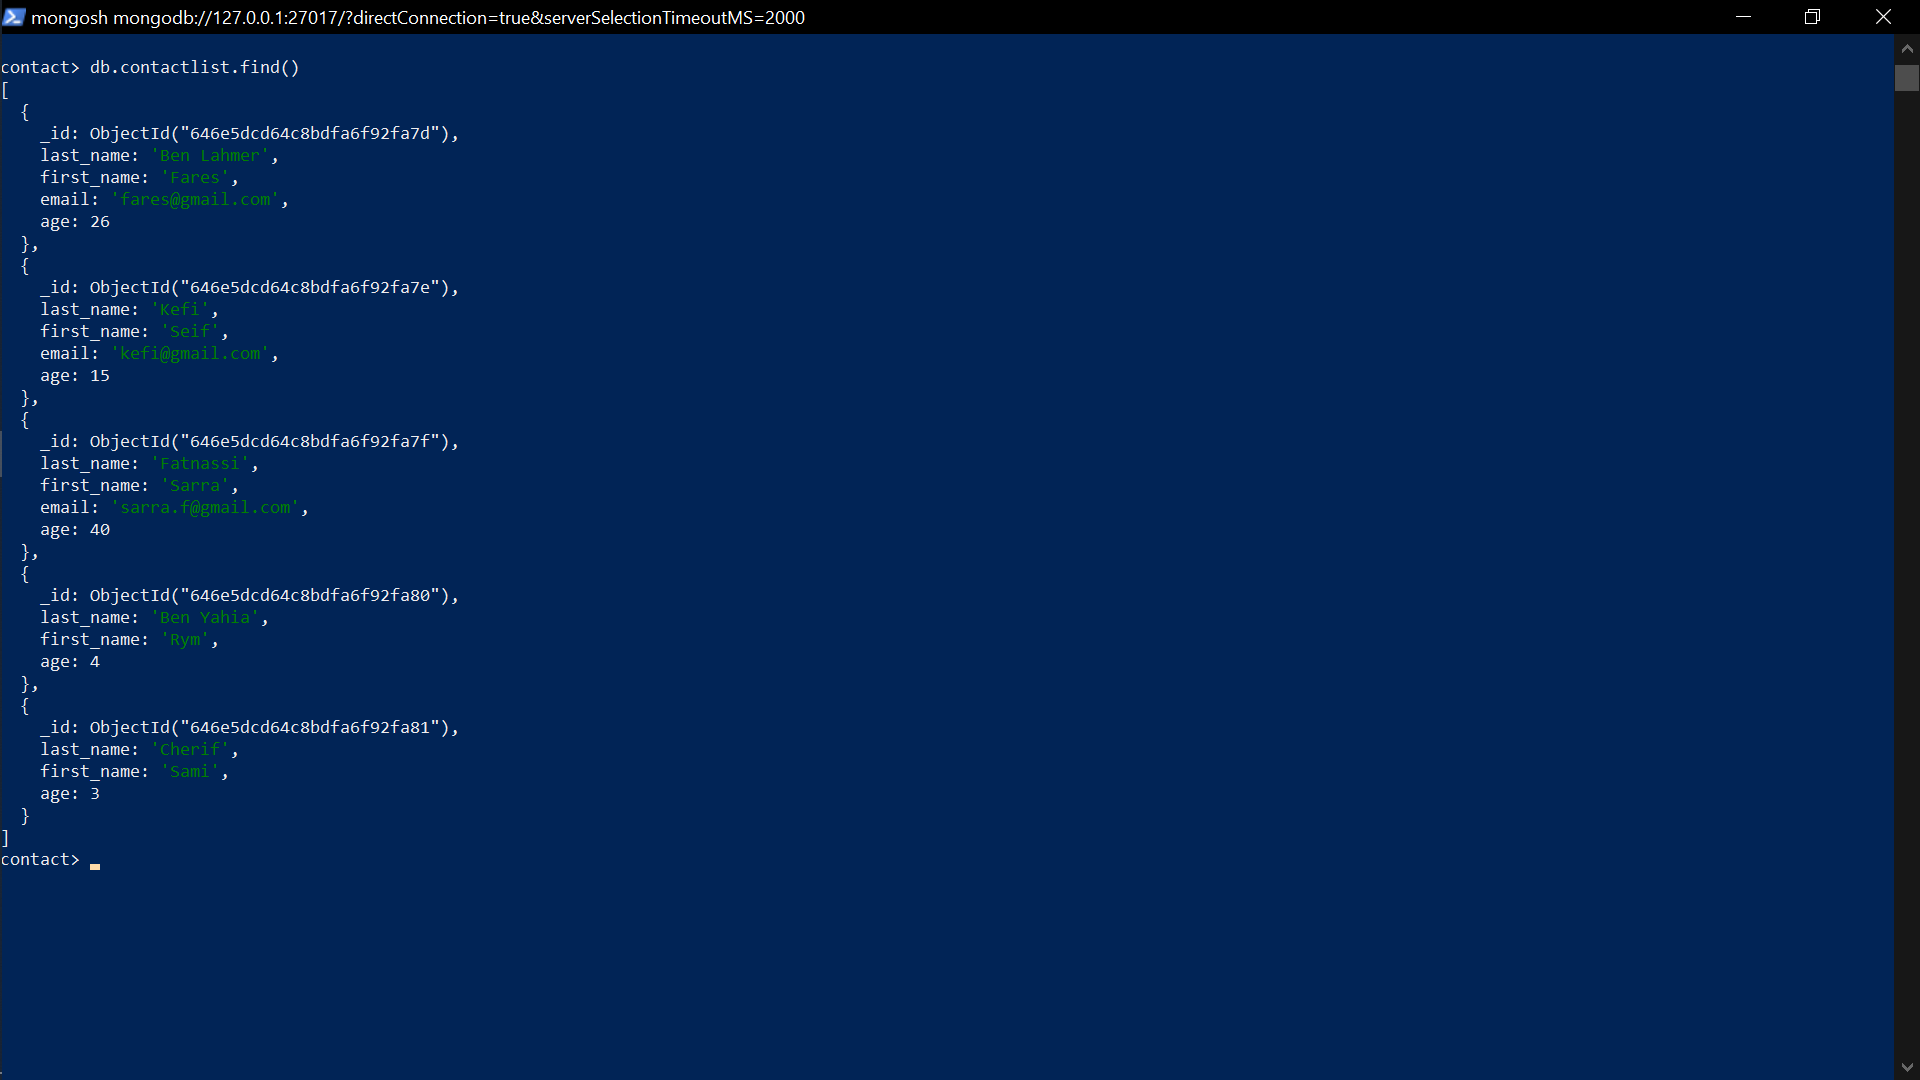 mongosh mongodb://127.0.0.1:27017/?directConnection=true&serverSelectionTimeoutMS=2000
contact> db.contactlist.find()
[
  {
    _id: ObjectId("646e5dcd64c8bdfa6f92fa7d"),
    last_name: 'Ben Lahmer',
    first_name: 'Fares',
    email: 'fares@gmail.com',
    age: 26
  },
  {
    _id: ObjectId("646e5dcd64c8bdfa6f92fa7e"),
    last_name: 'Kefi',
    first_name: 'Seif',
    email: 'kefi@gmail.com',
    age: 15
  },
  {
    _id: ObjectId("646e5dcd64c8bdfa6f92fa7f"),
    last_name: 'Fatnassi',
    first_name: 'Sarra',
    email: 'sarra.f@gmail.com',
    age: 40
  },
  {
    _id: ObjectId("646e5dcd64c8bdfa6f92fa80"),
    last_name: 'Ben Yahia',
    first_name: 'Rym',
    age: 4
  },
  {
    _id: ObjectId("646e5dcd64c8bdfa6f92fa81"),
    last_name: 'Cherif',
    first_name: 'Sami',
    age: 3
  }
]
contact>